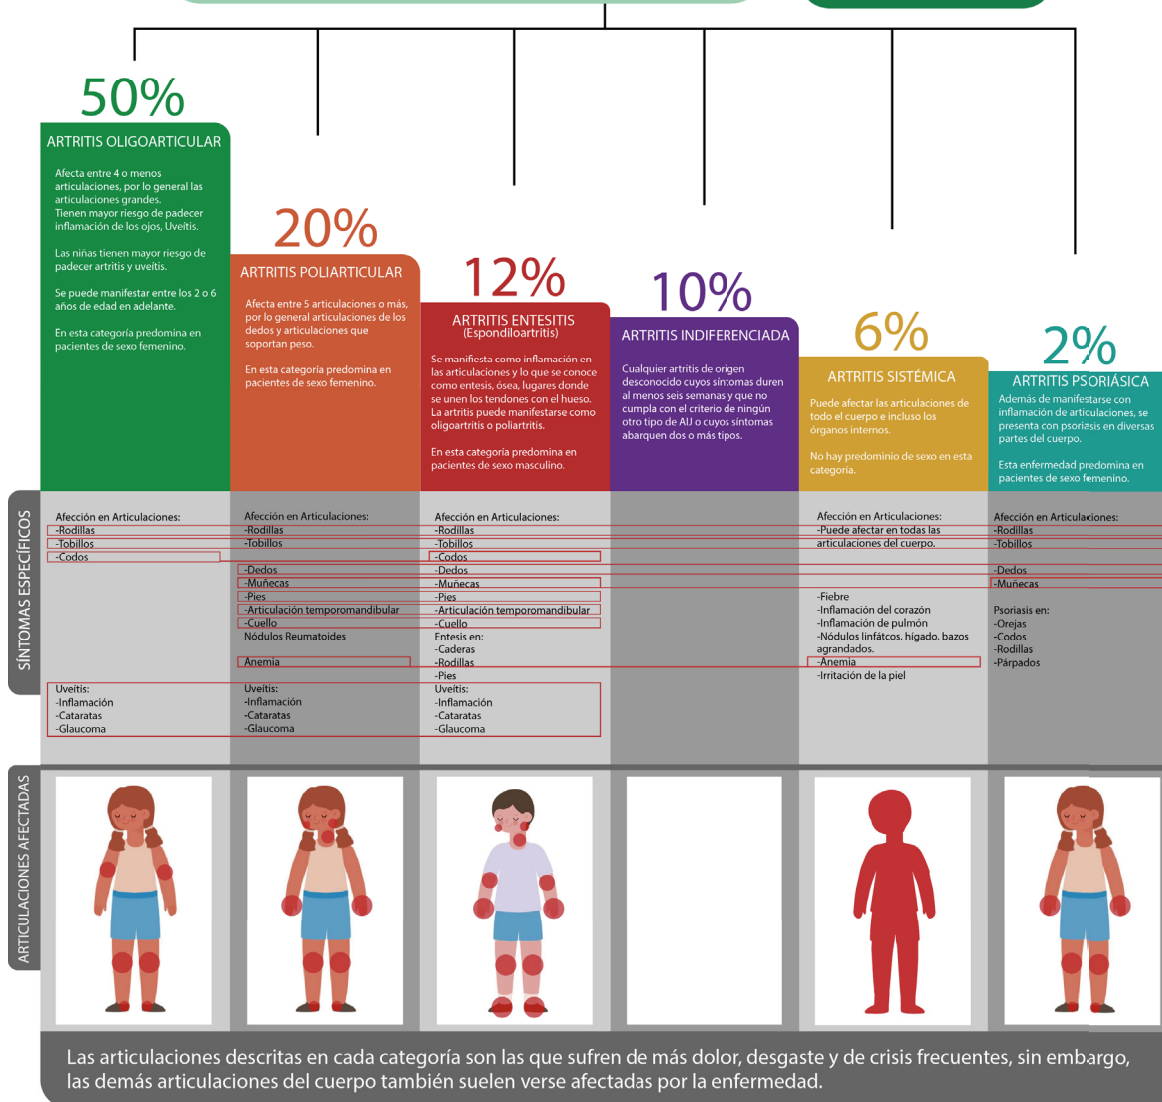 50%
ARTRITIS OLIGOARTICULAR
Afecta entre 4 o menos
articulaciones, por lo general las
articulaciones grandes.
Tienen mayor riesgo de padecer
inflamación de los ojos, Uveítis.
Las niñas tienen mayor riesgo de
padecer artritis y uveítis.
Se puede manifestar entre los 2 o 6
años de edad en adelante.
En esta categoría predomina en
pacientes de sexo femenino.
20%
ARTRITIS POLIARTICULAR
Afecta entre 5 articulaciones o más,
por lo general articulaciones de los
dedos y articulaciones que
soportan peso.
En esta categoría predomina en
pacientes de sexo femenino.
12%
ARTRITIS ENTESITIS
(Espondiloartritis)
Se manifiesta como inflamación en
las articulaciones y lo que se conoce
como entesis, ósea, lugares donde
se unen los tendones con el hueso.
La artritis puede manifestarse como
oligoartritis o poliartritis.
En esta categoría predomina en
pacientes de sexo masculino.
10%
ARTRITIS INDIFERENCIADA
Cualquier artritis de origen
desconocido cuyos síntomas duren
al menos seis semanas y que no
cumpla con el criterio de ningún
otro tipo de AIJ o cuyos síntomas
abarquen dos o más tipos.
6%
ARTRITIS SISTÉMICA
Puede afectar las articulaciones de
todo el cuerpo e incluso los
órganos internos.
No hay predominio de sexo en esta
categoría.
2%
ARTRITIS PSORIÁSICA
Además de manifestarse con
inflamación de articulaciones, se
presenta con psoriasis en diversas
partes del cuerpo.
Esta enfermedad predomina en
pacientes de sexo femenino.
SÍNTOMAS ESPECÍFICOS
Afección en Articulaciones:
-Rodillas
-Tobillos
-Codos
Uveítis:
-Inflamación
-Cataratas
-Glaucoma
Afección en Articulaciones:
-Rodillas
-Tobillos
-Dedos
-Muñecas
-Pies
-Articulación temporomandibular
-Cuello
Nódulos Reumatoides
Anemia
Uveítis:
-Inflamación
-Cataratas
-Glaucoma
Afección en Articulaciones:
-Rodillas
-Tobillos
-Codos
-Dedos
-Muñecas
-Pies
-Articulación temporomandibular
-Cuello
Entesis en:
-Caderas
-Rodillas
-Pies
Uveítis:
-Inflamación
-Cataratas
-Glaucoma
Afección en Articulaciones:
-Puede afectar en todas las
articulaciones del cuerpo.
-Fiebre
-Inflamación del corazón
-Inflamación de pulmón
-Nódulos linfátcos. hígado. bazos
agrandados.
-Anemia
-Irritación de la piel
Afección en Articulaciones:
-Rodillas
-Tobillos
-Dedos
-Muñecas
Psoriasis en:
-Orejas
-Codos
-Rodillas
-Párpados
ARTICULACIONES AFECTADAS
Las articulaciones descritas en cada categoría son las que sufren de más dolor, desgaste y de crisis frecuentes, sin embargo,
las demás articulaciones del cuerpo también suelen verse afectadas por la enfermedad.